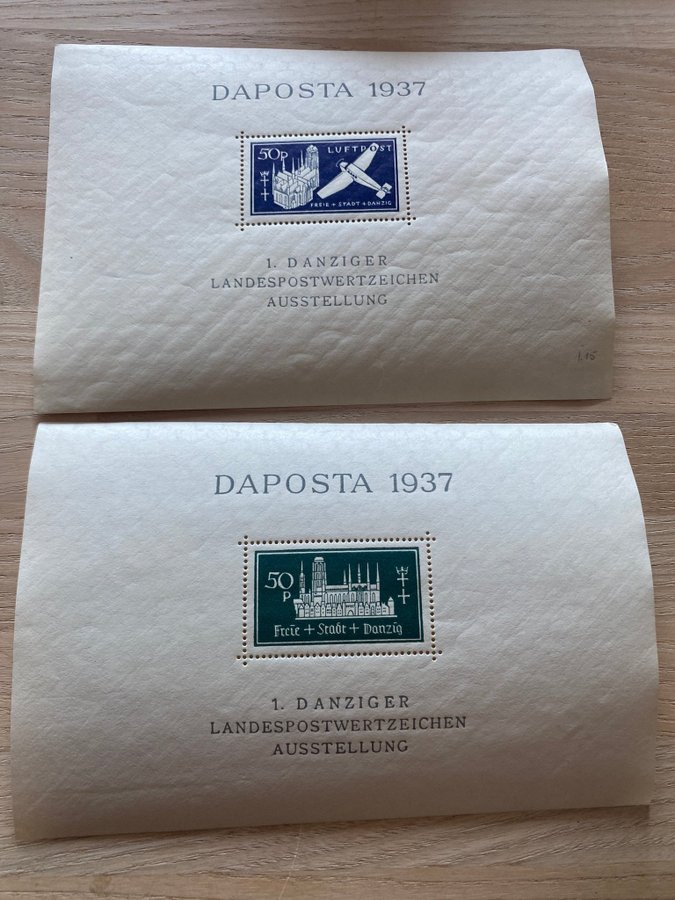 DAPOSTA 1937
50P LUFTPOST
FREIE + STADT + DANZIG
1. DANZIGER
LANDESPOSTWERTZEICHEN
AUSSTELLUNG
1.15
DAPOSTA 1937
50
P
Freie + Stadt + Danzig
1. DANZIGER
LANDESPOSTWERTZEICHEN
AUSSTELLUNG